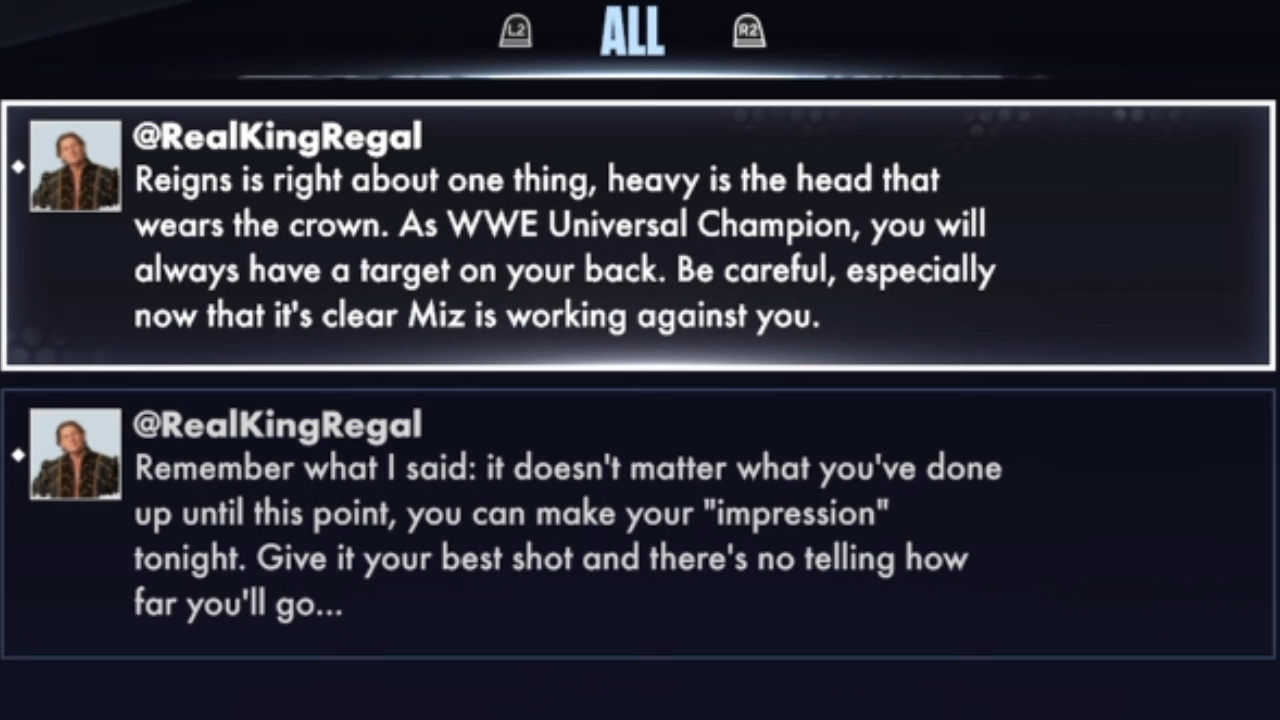 L2 ALL R2
@RealKingRegal
Reigns is right about one thing, heavy is the head that
wears the crown. As WWE Universal Champion, you will
always have a target on your back. Be careful, especially
now that it's clear Miz is working against you.
@RealKingRegal
Remember what I said: it doesn't matter what you've done
up until this point, you can make your "impression"
tonight. Give it your best shot and there's no telling how
far you'll go...